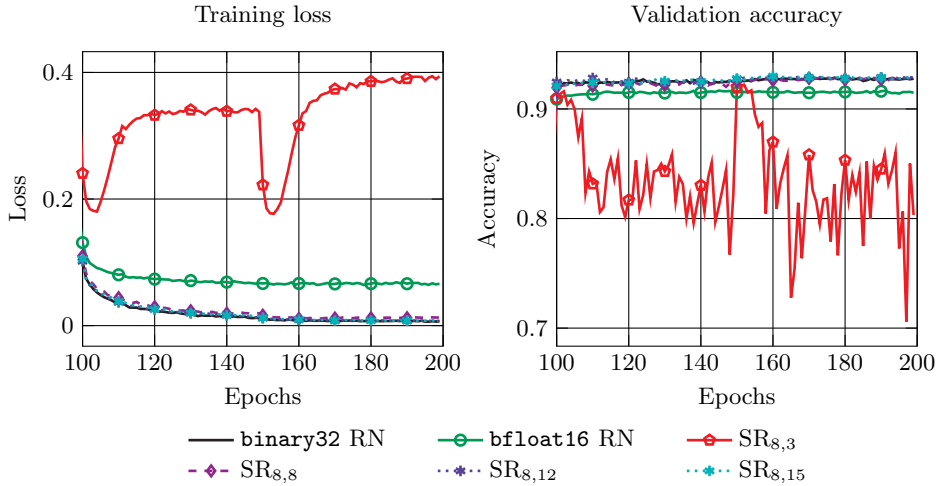 Training loss
Validation accuracy
Loss
0.4
0.2
0
100 120 140 160 180 200
Epochs
Accuracy
0.9
0.8
0.7
100 120 140 160 180 200
Epochs
binary32 RN
bfloat16 RN
SR8,3
SR8,8
SR8,12
SR8,15